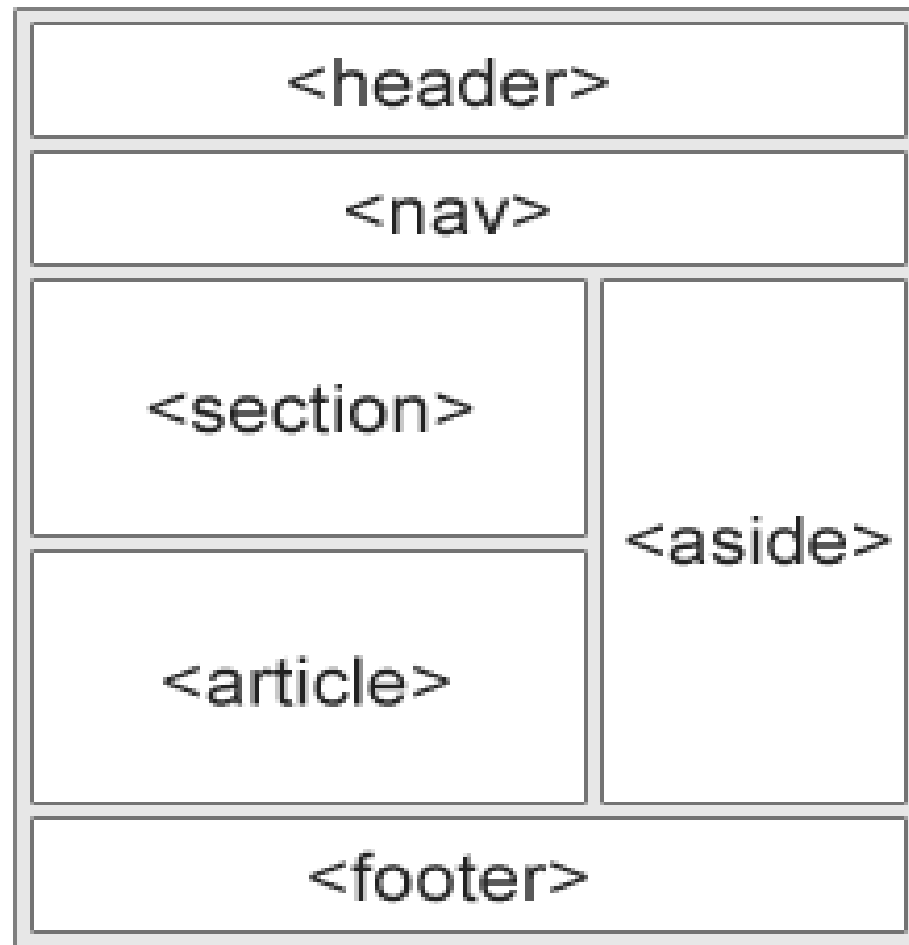 <header>
<nav>
<section>
<aside>
<article>
<footer>